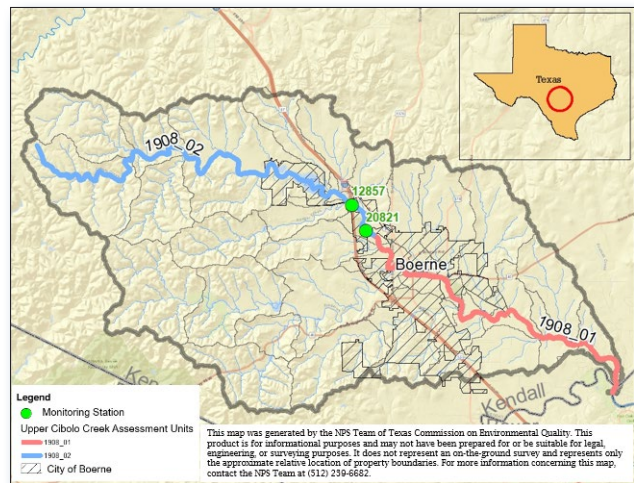 Texas
1908_02
12857
20821
Boerne
1908_01
Kendall
Legend
Monitoring Station
Upper Cibolo Creek Assessment Units
1908_01
1908_02
City of Boerne
This map was generated by the NPS Team of Texas Commission on Environmental Quality. This
product is for informational purposes and may not have been prepared for or be suitable for legal,
engineering, or surveying purposes. It does not represent an on-the-ground survey and represents only
the approximate relative location of property boundaries. For more information concerning this map,
contact the NPS Team at (512) 239-6682.